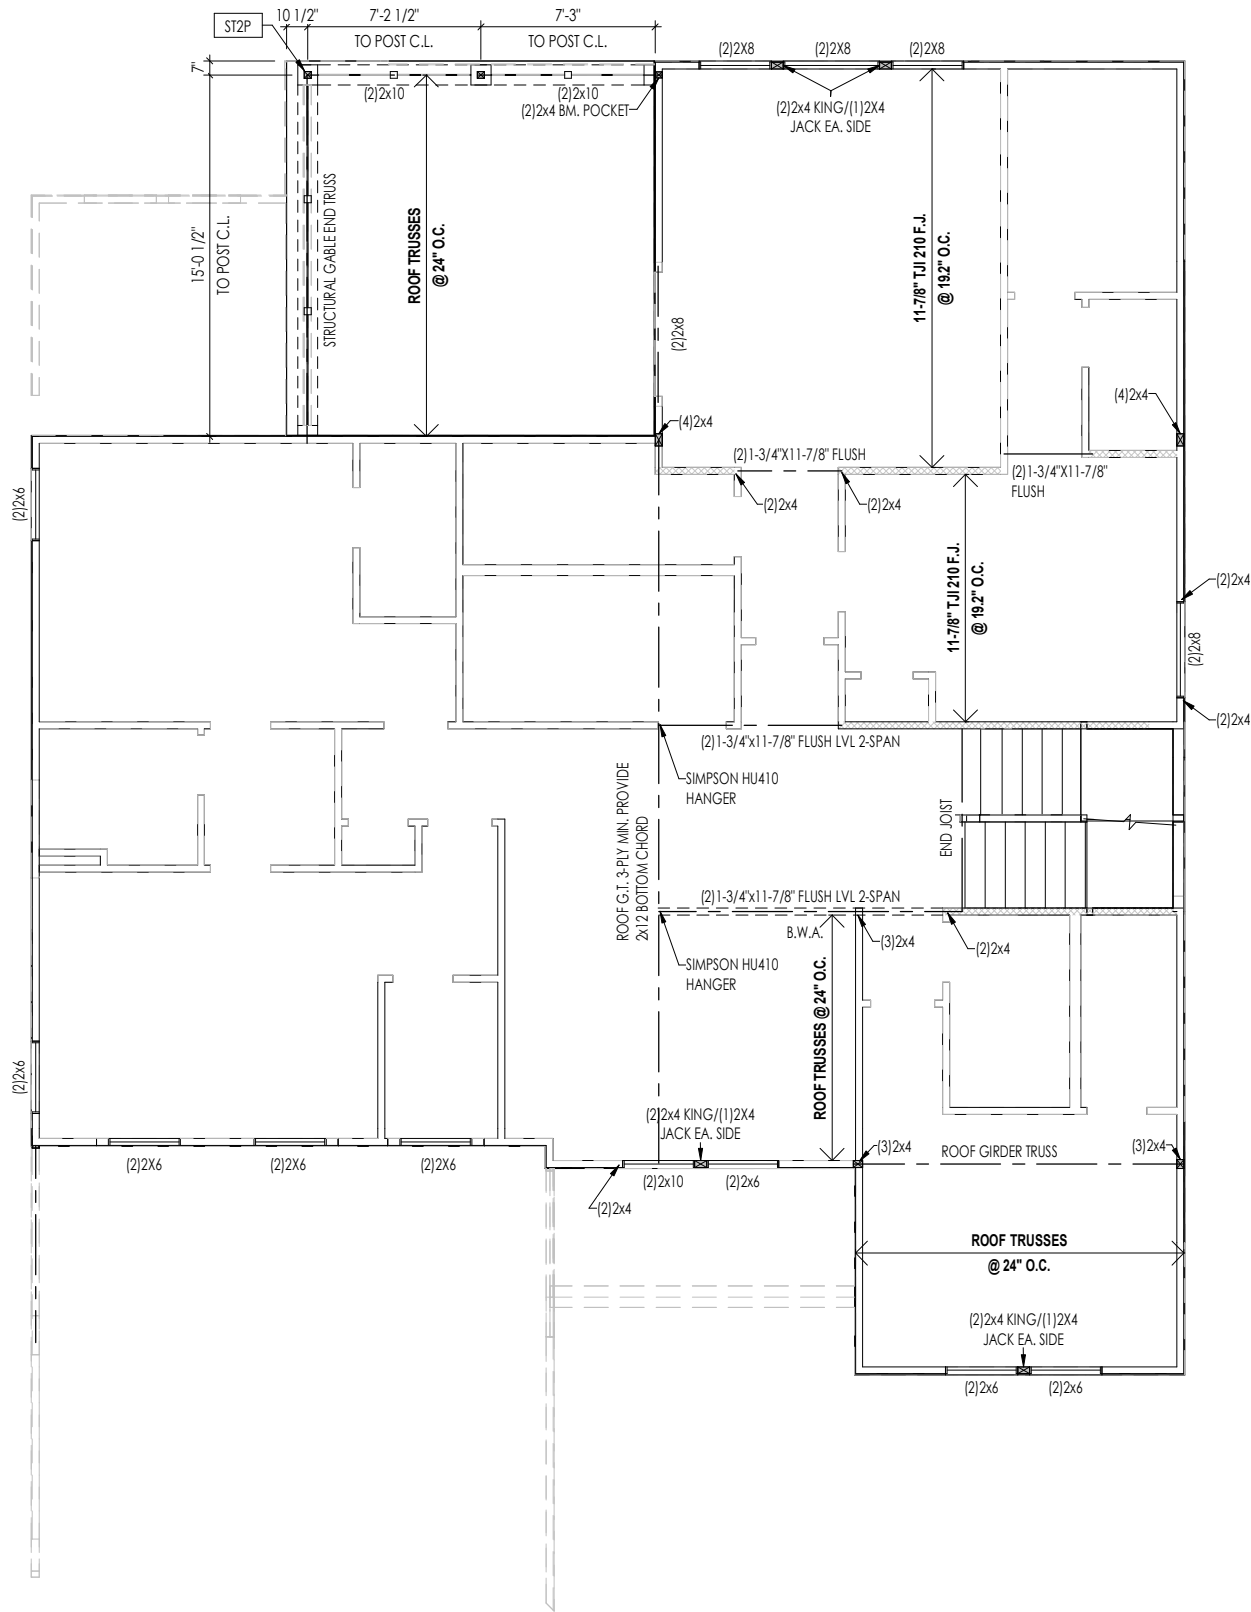 10 1/2"
7'-2 1/2"
7'-3"
ST2P
TO POST C.L.
TO POST C.L.
(2)2X8
(2)2X8
(2)2X8
7"
(2)2x10
(2)2x10
(2)2x4 BM. POCKET
(2)2x4 KING/(1)2X4
JACK EA. SIDE
15'-0 1/2"
TO POST C.L.
STRUCTURAL GABLE END TRUSS
ROOF TRUSSES
@ 24" O.C.
11-7/8" TJI 210 F.J.
@ 19.2" O.C.
(2)2x8
(4)2x4
(4)2x4
(2)1-3/4"X11-7/8" FLUSH
(2)1-3/4"X11-7/8"
FLUSH
(2)2x6
(2)2x4
(2)2x4
11-7/8" TJI 210 F.J.
@ 19.2" O.C.
(2)2x4
(2)2x8
(2)2x4
(2)1-3/4"x11-7/8" FLUSH LVL 2-SPAN
SIMPSON HU410
HANGER
ROOF G.T. 3-PLY MIN. PROVIDE
2x12 BOTTOM CHORD
END JOIST
(2)1-3/4"x11-7/8" FLUSH LVL 2-SPAN
B.W.A.
(3)2x4
(2)2x4
SIMPSON HU410
HANGER
ROOF TRUSSES @ 24" O.C.
(2)2x6
(2)2x4 KING/(1)2X4
JACK EA. SIDE
(3)2x4
ROOF GIRDER TRUSS
(3)2x4
(2)2X6
(2)2X6
(2)2X6
(2)2x10
(2)2x6
(2)2x4
ROOF TRUSSES
@ 24" O.C.
(2)2x4 KING/(1)2X4
JACK EA. SIDE
(2)2x6
(2)2x6